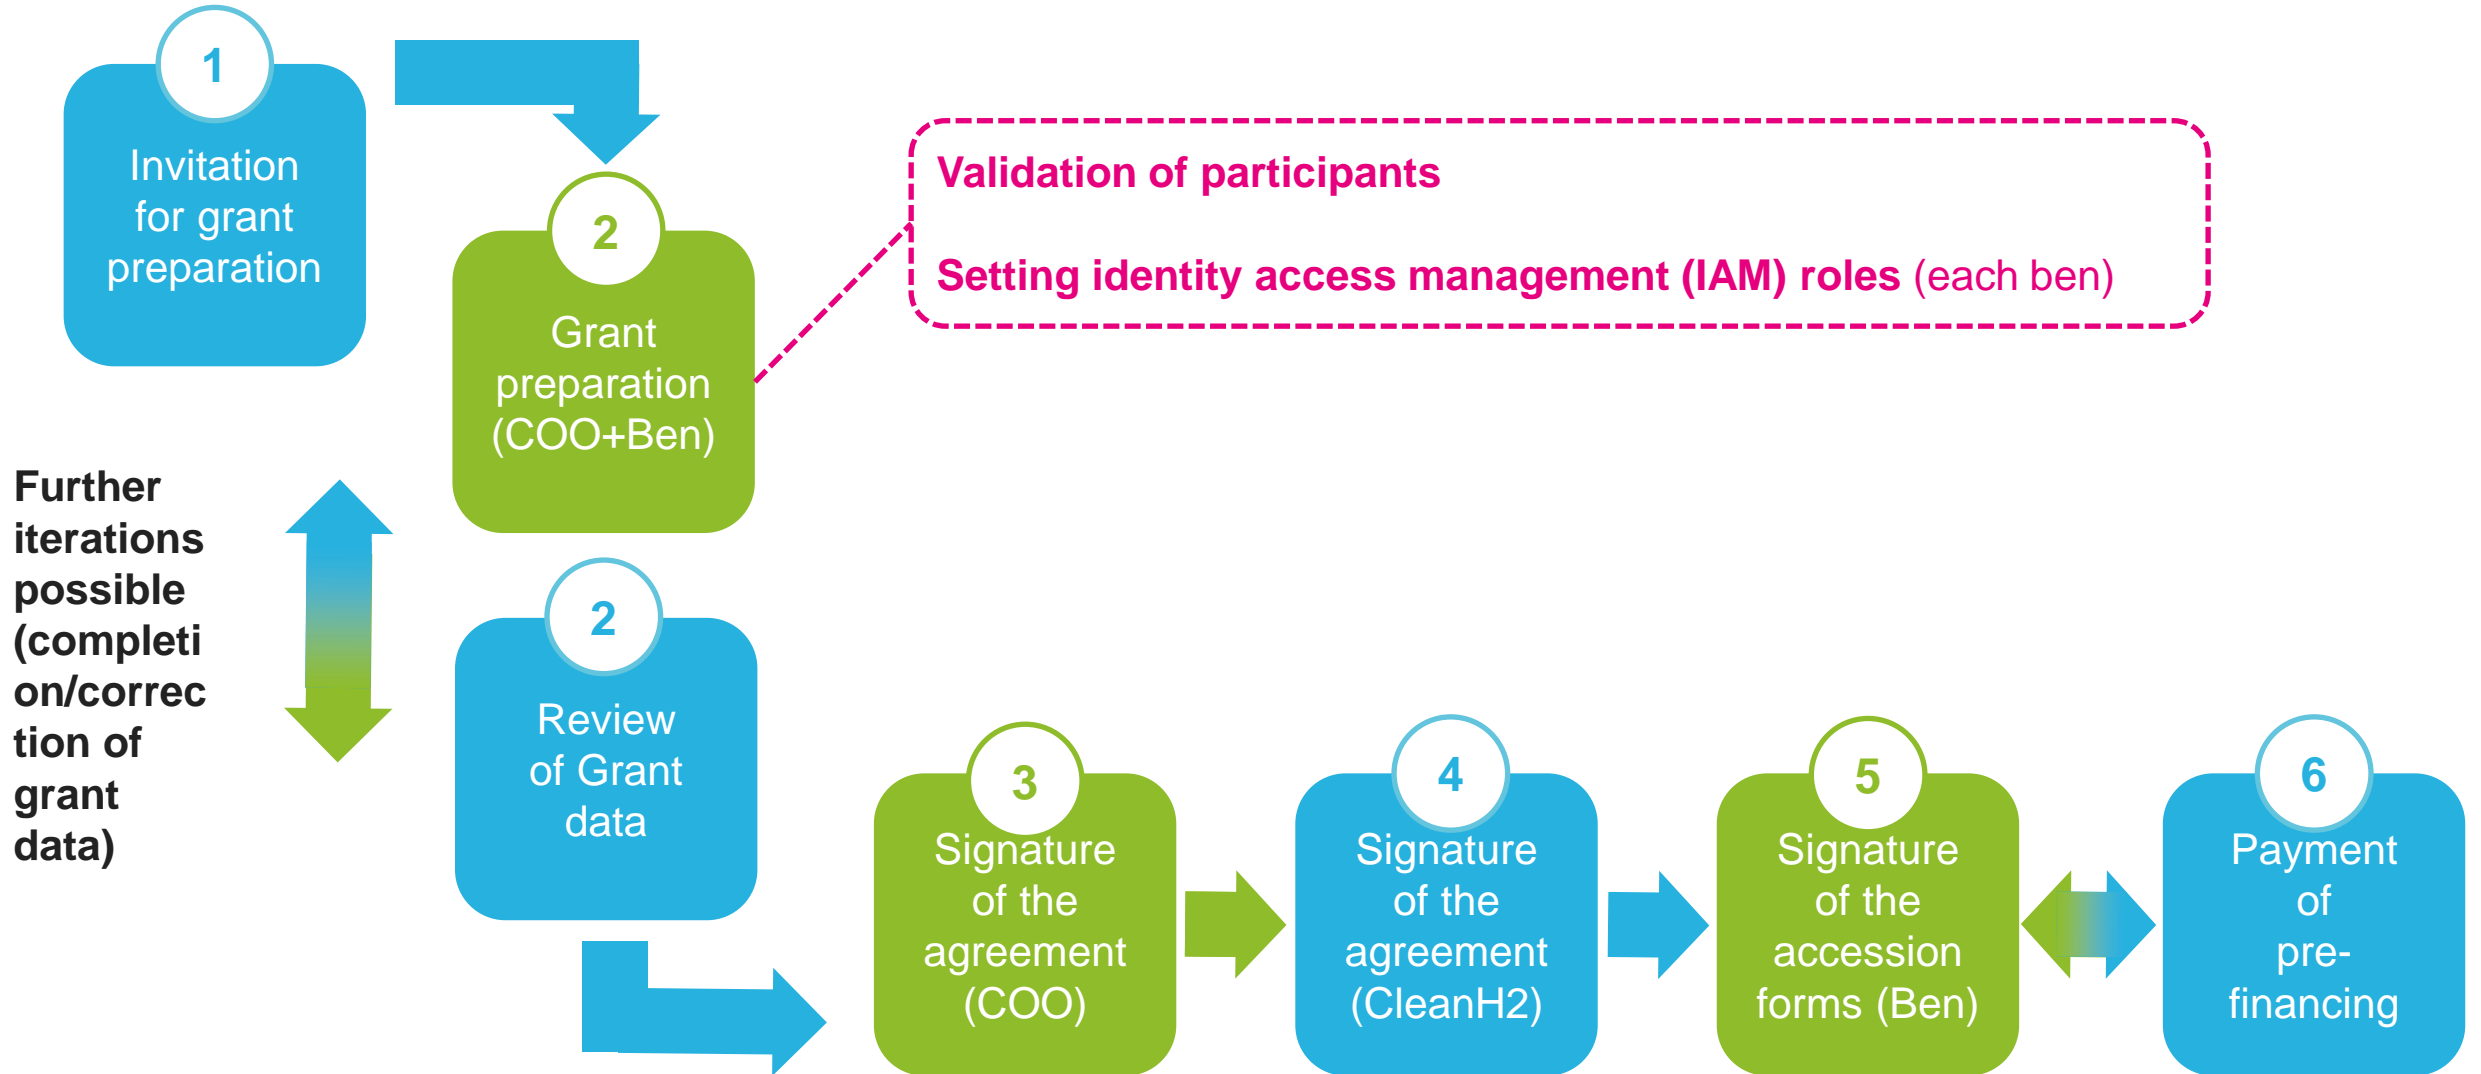 1
Invitation
for grant
preparation
2
Grant
preparation
(COO+Ben)
Validation of participants
Setting identity access management (IAM) roles (each ben)
Further
iterations
possible
(completi
on/correc
tion of
grant
data)
2
Review
of Grant
data
3
Signature
of the
agreement
(COO)
4
Signature
of the
agreement
(CleanH2)
5
Signature
of the
accession
forms (Ben)
6
Payment
of
pre-
financing